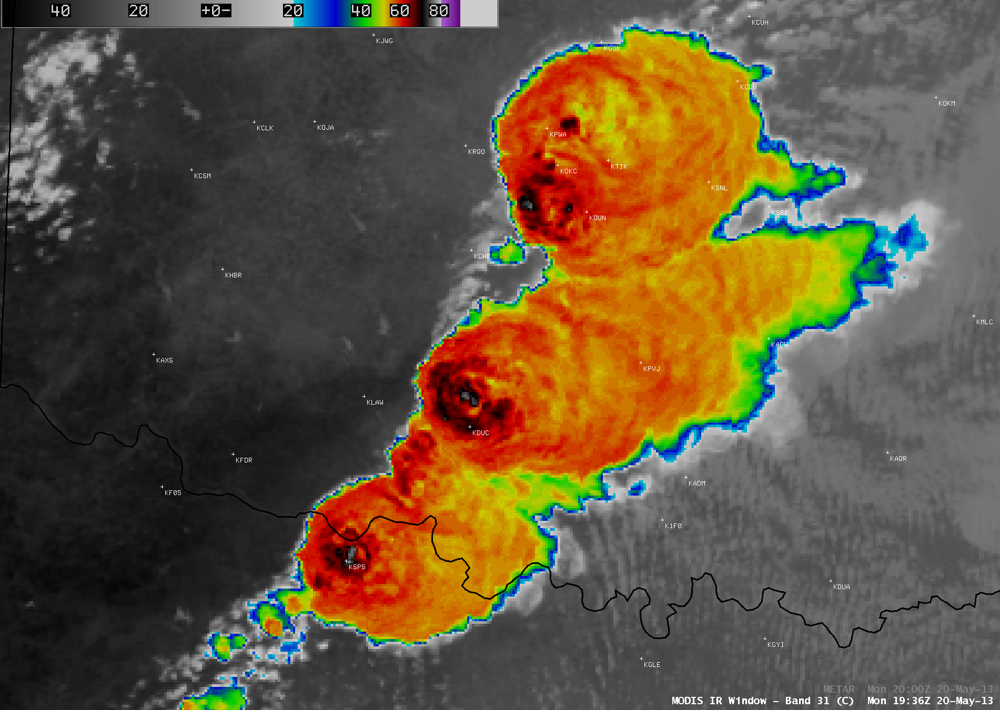 40 20 +0- 20 40 60 80
KCUH
KJWG
KGOK
KCQB
KOKM
KCLK
KOJA
KPWA
KRQO
KTIK
KOKC
KCSM
KSNL
KSRE
KOUN
KCHK
KHBR
KMLC
KADH
KAXS
KPVJ
KLAW
KDUC
KAQR
KFDR
KADM
KF05
K1F0
KSPS
KDUA
KGYI
KGLE
METAR Mon 20:00Z 20-May-13
MODIS IR Window - Band 31 (C) Mon 19:36Z 20-May-13